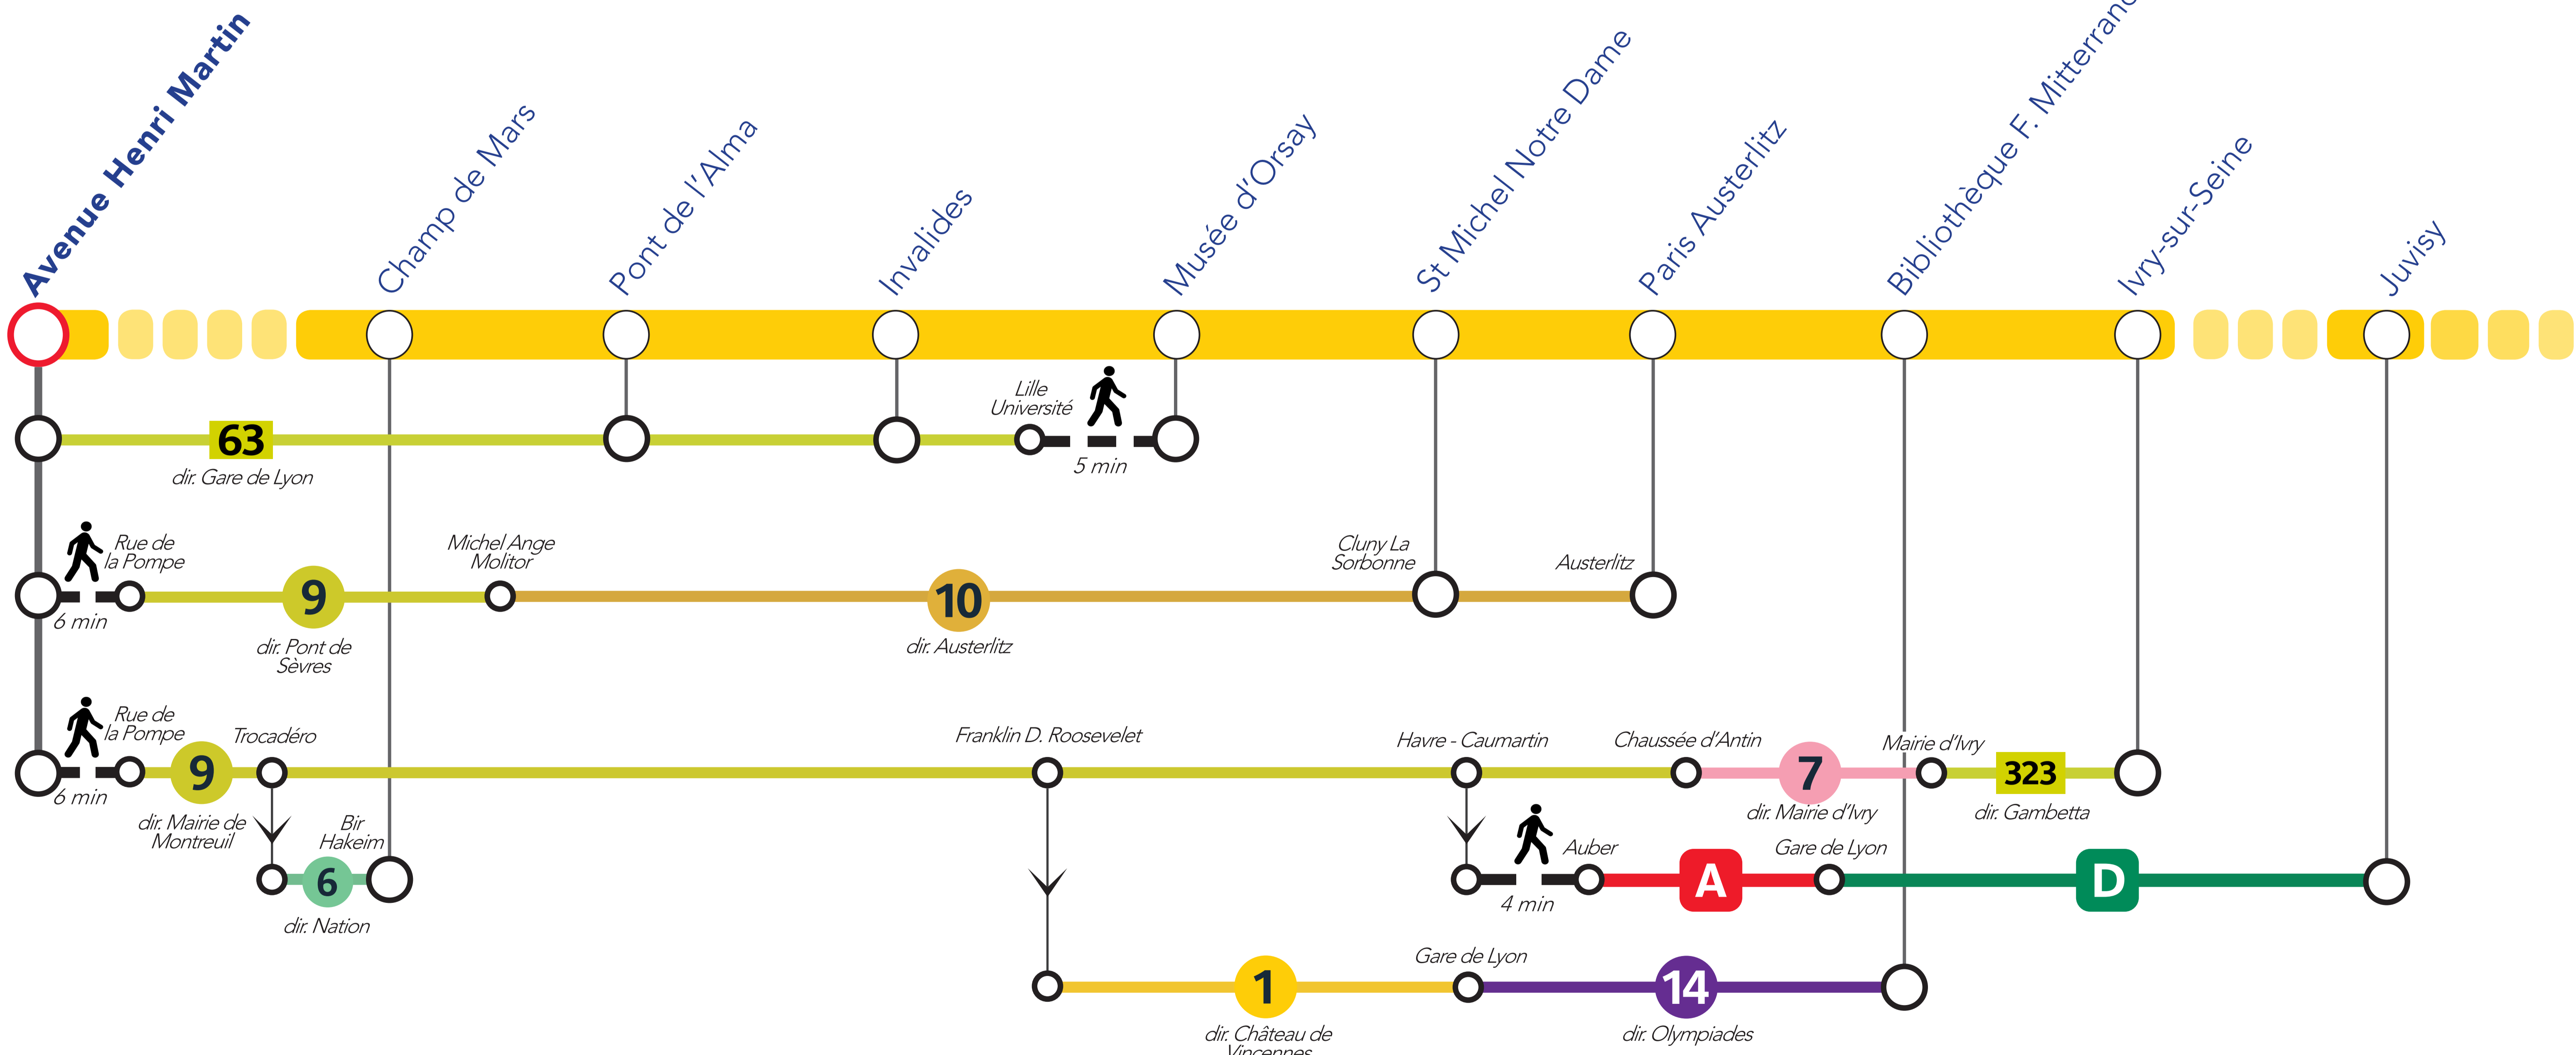 Avenue Henri Martin
Champ de Mars
Pont de l'Alma
Invalides
Musée d'Orsay
St Michel Notre Dame
Paris Austerlitz
Bibliothèque F. Mitterrand
Ivry-sur-Seine
Juvisy
Lille
Université
63
5 min
dir. Gare de Lyon
Rue de
la Pompe
Michel Ange
Molitor
Cluny La
Sorbonne
Austerlitz
9
10
6 min
dir. Pont de
Sèvres
dir. Austerlitz
Rue de
la Pompe
Trocadéro
Franklin D. Roosevelet
Havre - Caumartin
Chaussée d'Antin
Mairie d'Ivry
9
7
323
6 min
dir. Mairie de
Montreuil
dir. Mairie d'Ivry
dir. Gambetta
Bir
Hakeim
Auber
Gare de Lyon
6
A
D
4 min
dir. Nation
Gare de Lyon
1
14
dir. Château de
Vincennes
dir. Olympiades